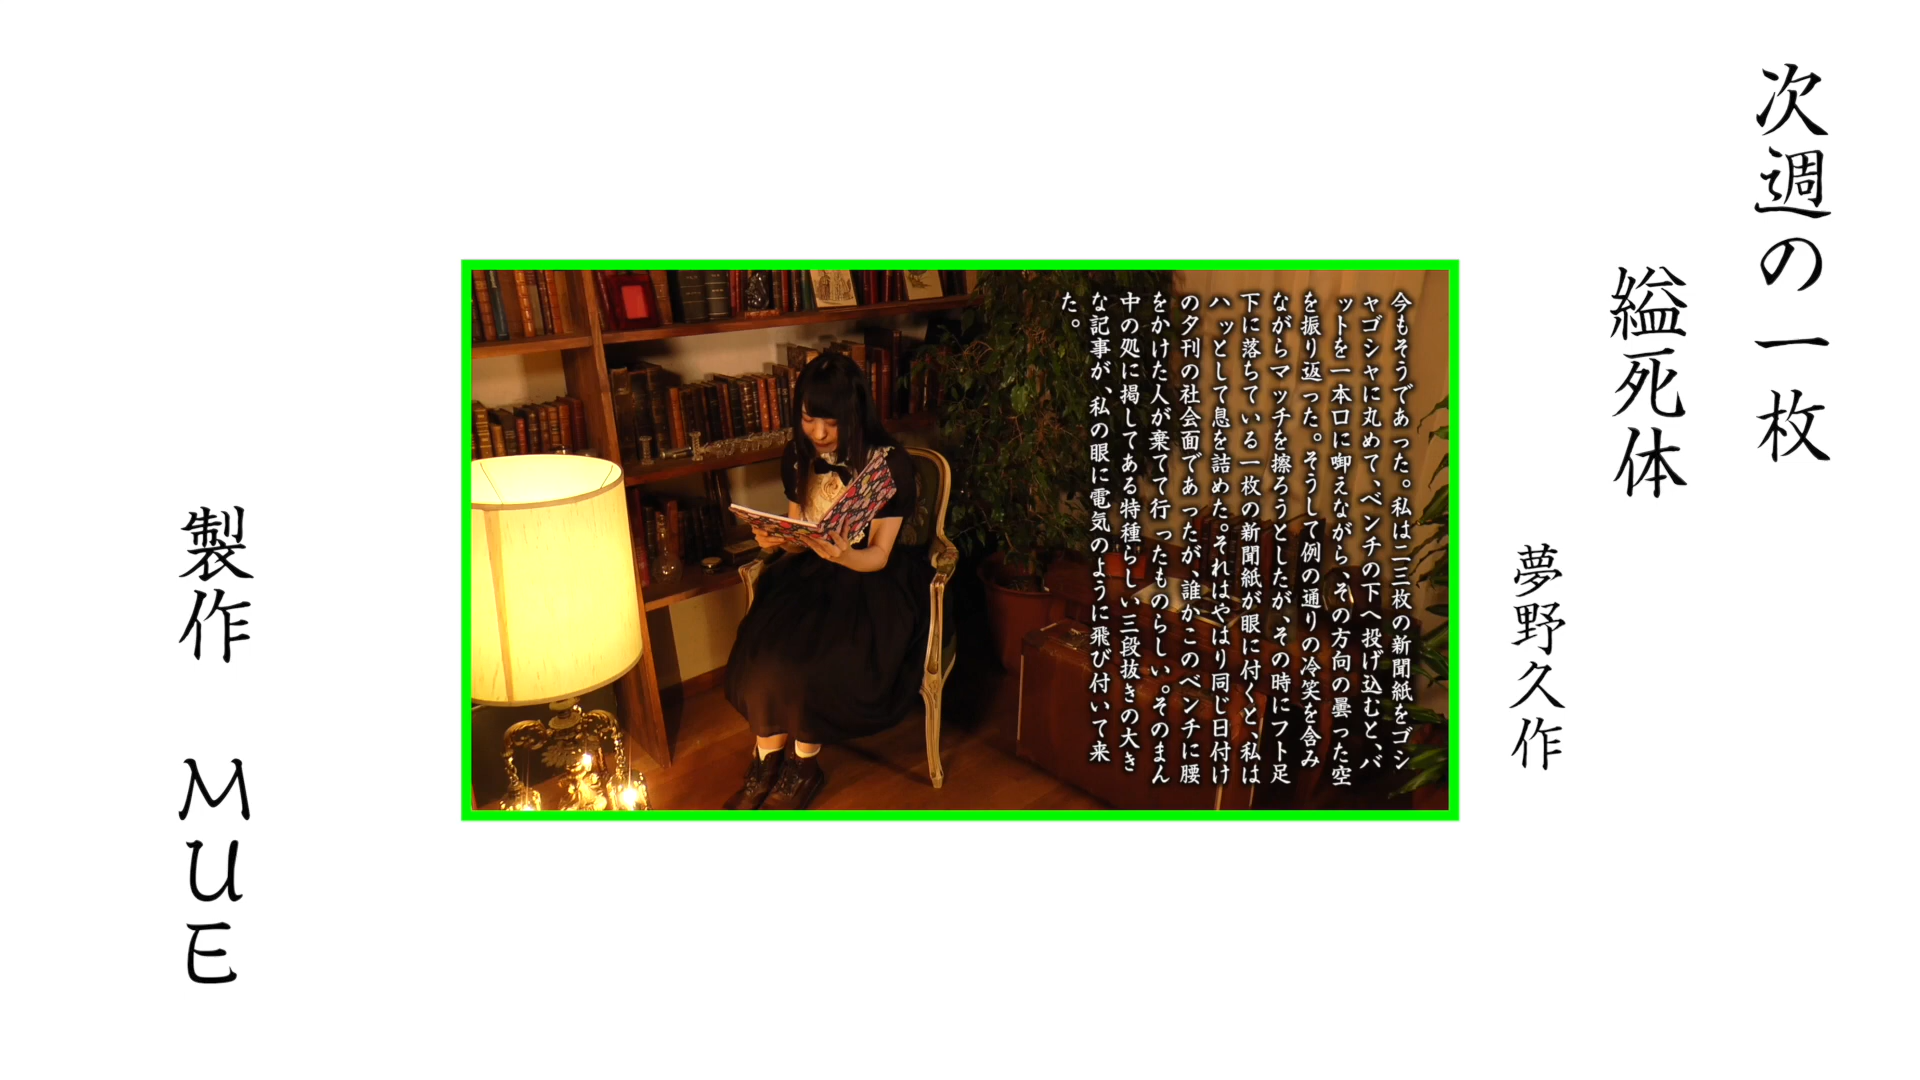 次週の一枚
縊死体
夢野久作
今もそうであった。私は二三枚の新聞紙をゴシ
ャゴシャに丸めて、ベンチの下へ投げ込むと、バ
ットを一本口に啣えながら、その方向の曇った空
を振り返った。そうして例の通りの冷笑を含み
ながらマッチを擦ろうとしたが、その時にフト足
下に落ちている一枚の新聞紙が眼に付くと、私は
ハッとして息を詰めた。それはやはり同じ日付け
の夕刊の社会面であったが、誰かこのベンチに腰
をかけた人が棄てて行ったものらしい。そのまん
中の処に掲してある特種らしい三段抜きの大き
な記事が、私の眼に電気のように飛び付いて来
た。
製作　MUE